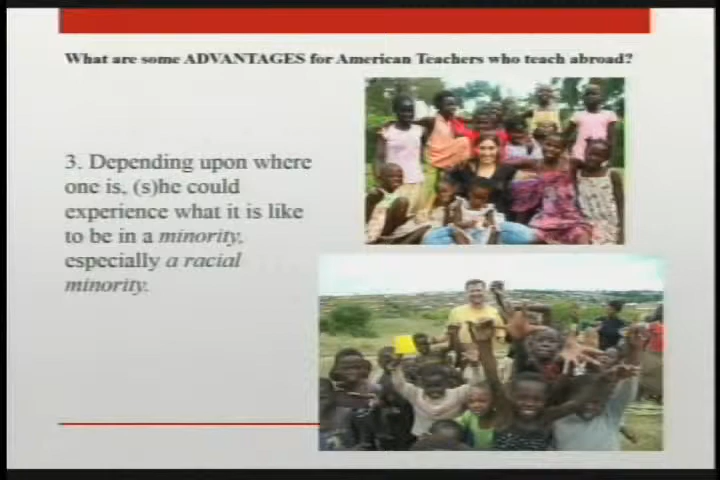 What are some ADVANTAGES for American Teachers who teach abroad?
3. Depending upon where
one is, (s)he could
experience what it is like
to be in a minority,
especially a racial
minority.